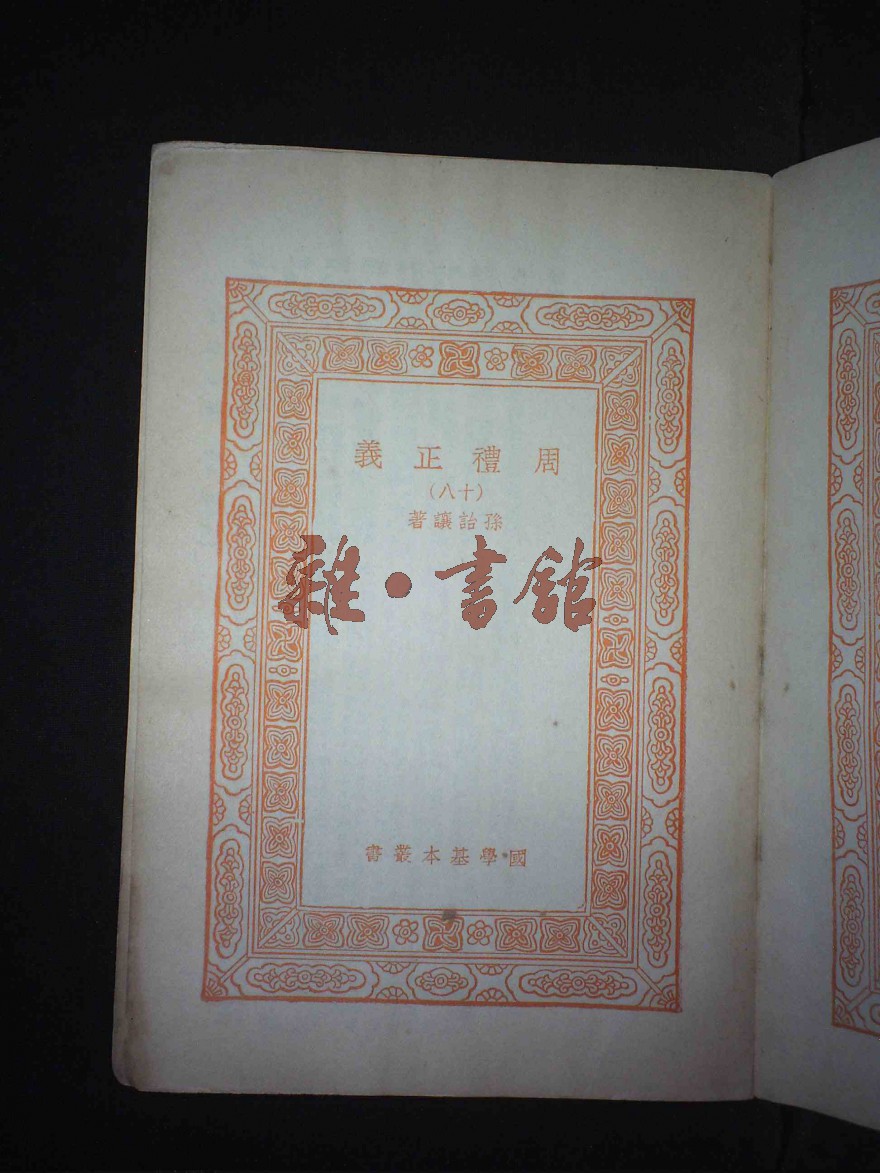 周禮正義
（十八）
孫詒讓著
雜·書館
國學基本叢書